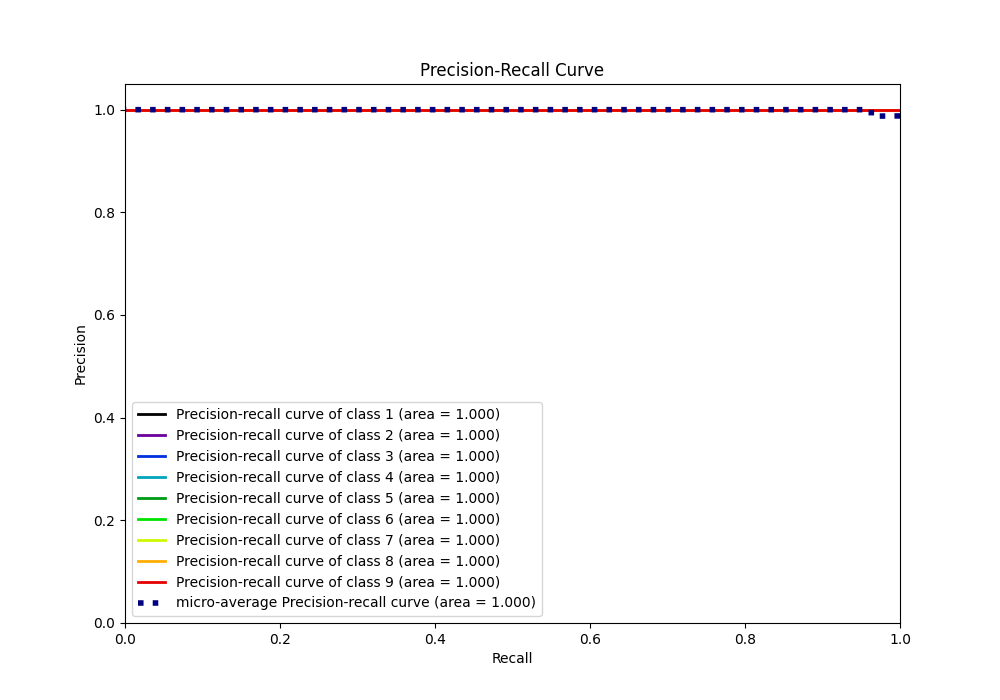 Precision-Recall Curve
1.0
0.8
0.6
0.4
0.2
0.0
Precision
Precision-recall curve of class 1 (area = 1.000)
Precision-recall curve of class 2 (area = 1.000)
Precision-recall curve of class 3 (area = 1.000)
Precision-recall curve of class 4 (area = 1.000)
Precision-recall curve of class 5 (area = 1.000)
Precision-recall curve of class 6 (area = 1.000)
Precision-recall curve of class 7 (area = 1.000)
Precision-recall curve of class 8 (area = 1.000)
Precision-recall curve of class 9 (area = 1.000)
micro-average Precision-recall curve (area = 1.000)
0.0 0.2 0.4 0.6 0.8 1.0
Recall